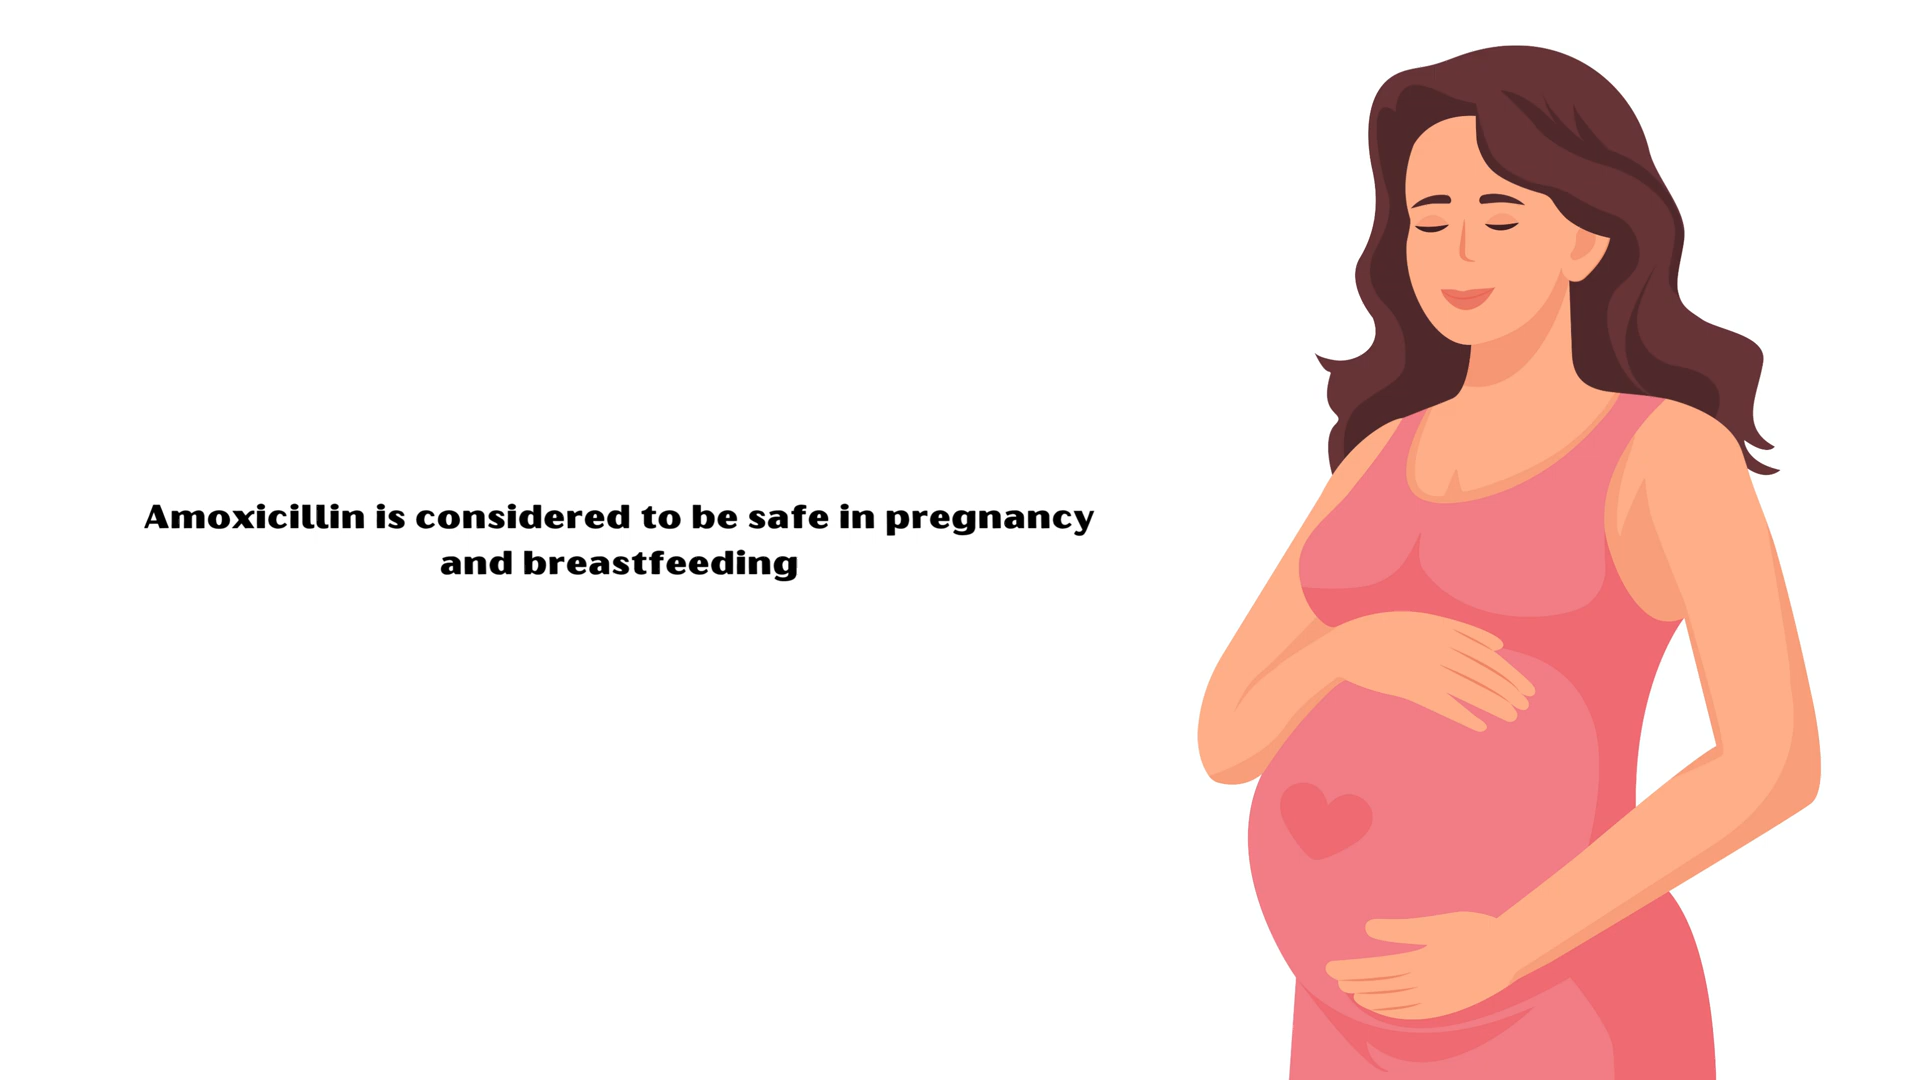 Amoxicillin is considered to be safe in pregnancy
and breastfeeding